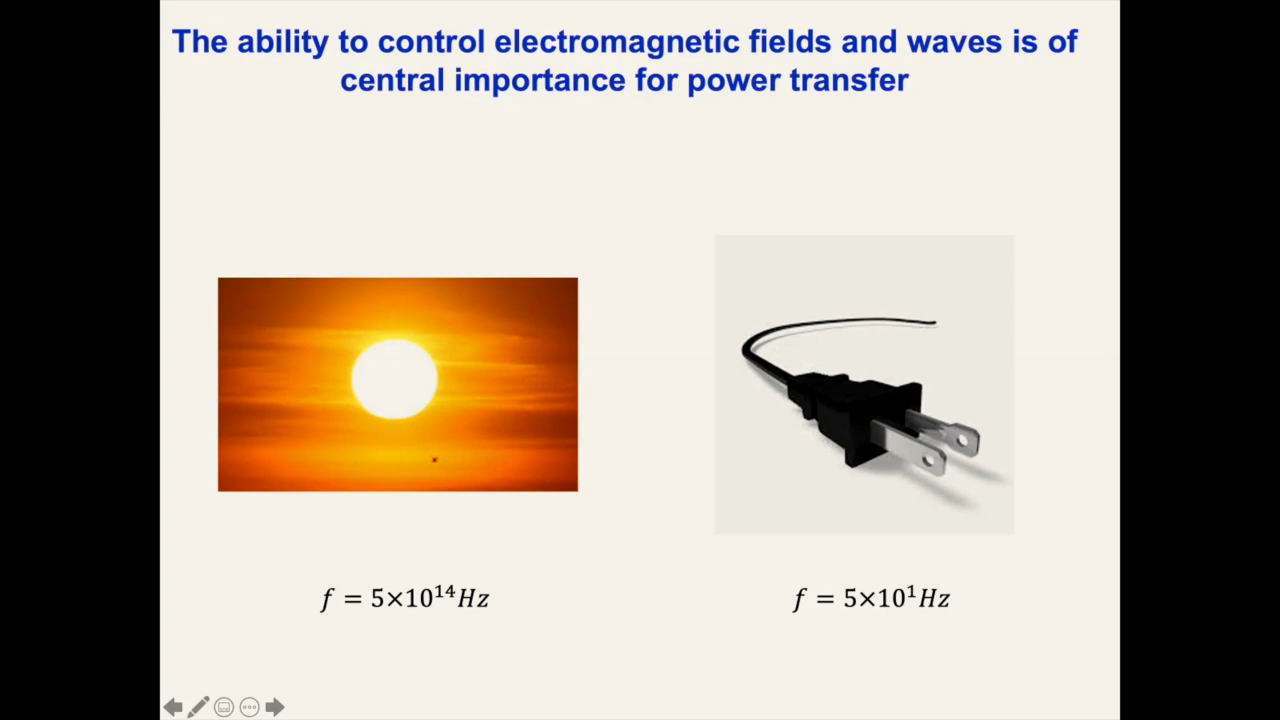 The ability to control electromagnetic fields and waves is of
central importance for power transfer
f = 5×10¹⁴Hz
f = 5×10¹Hz